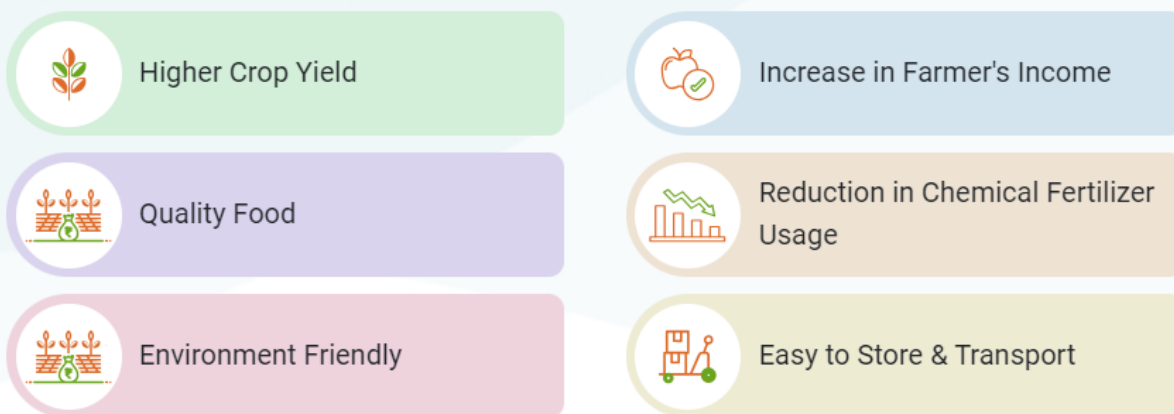 Higher Crop Yield
Increase in Farmer's Income
Quality Food
Reduction in Chemical Fertilizer
Usage
Environment Friendly
Easy to Store & Transport